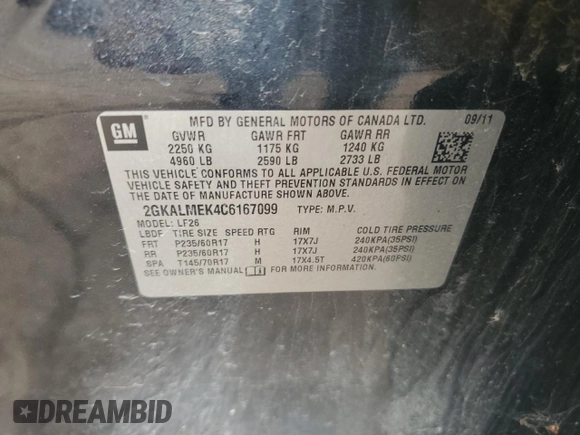 MFD BY GENERAL MOTORS OF CANADA LTD. 09/11
GM
GVWR GAWR FRT GAWR RR
2250 KG 1175 KG 1240 KG
4960 LB 2590 LB 2733 LB
THIS VEHICLE CONFORMS TO ALL APPLICABLE U.S. FEDERAL MOTOR
VEHICLE SAFETY AND THEFT PREVENTION STANDARDS IN EFFECT ON
THE DATE OF MANUFACTURE SHOWN ABOVE.
2GKALMEK4C6167099 TYPE: M.P.V.
MODEL: LF26
LBDF TIRE SIZE SPEED RTG RIM COLD TIRE PRESSURE
FRT P235/60R17 H 17X7J 240KPA(35PSI)
RR P235/60R17 H 17X7J 240KPA(35PSI)
SPA T145/70R17 M 17X4.5T 420KPA(60PSI)
SEE OWNER'S MANUAL FOR MORE INFORMATION.
DREAMBID